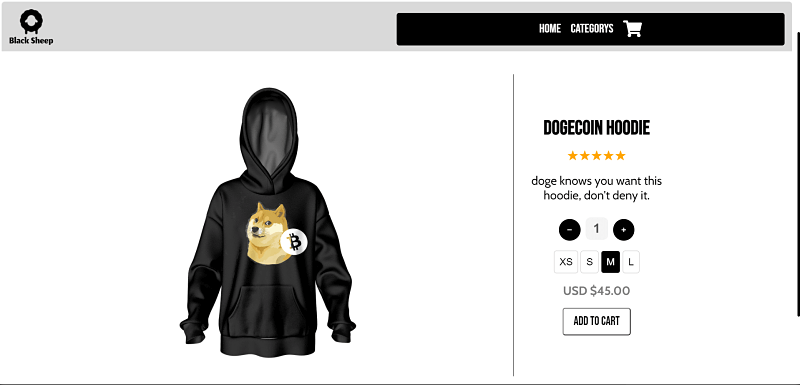 Black Sheep
HOME CATEGORYS
DOGECOIN HOODIE
doge knows you want this
hoodie, don't deny it.
- 1 +
XS S M L
USD $45.00
ADD TO CART
B